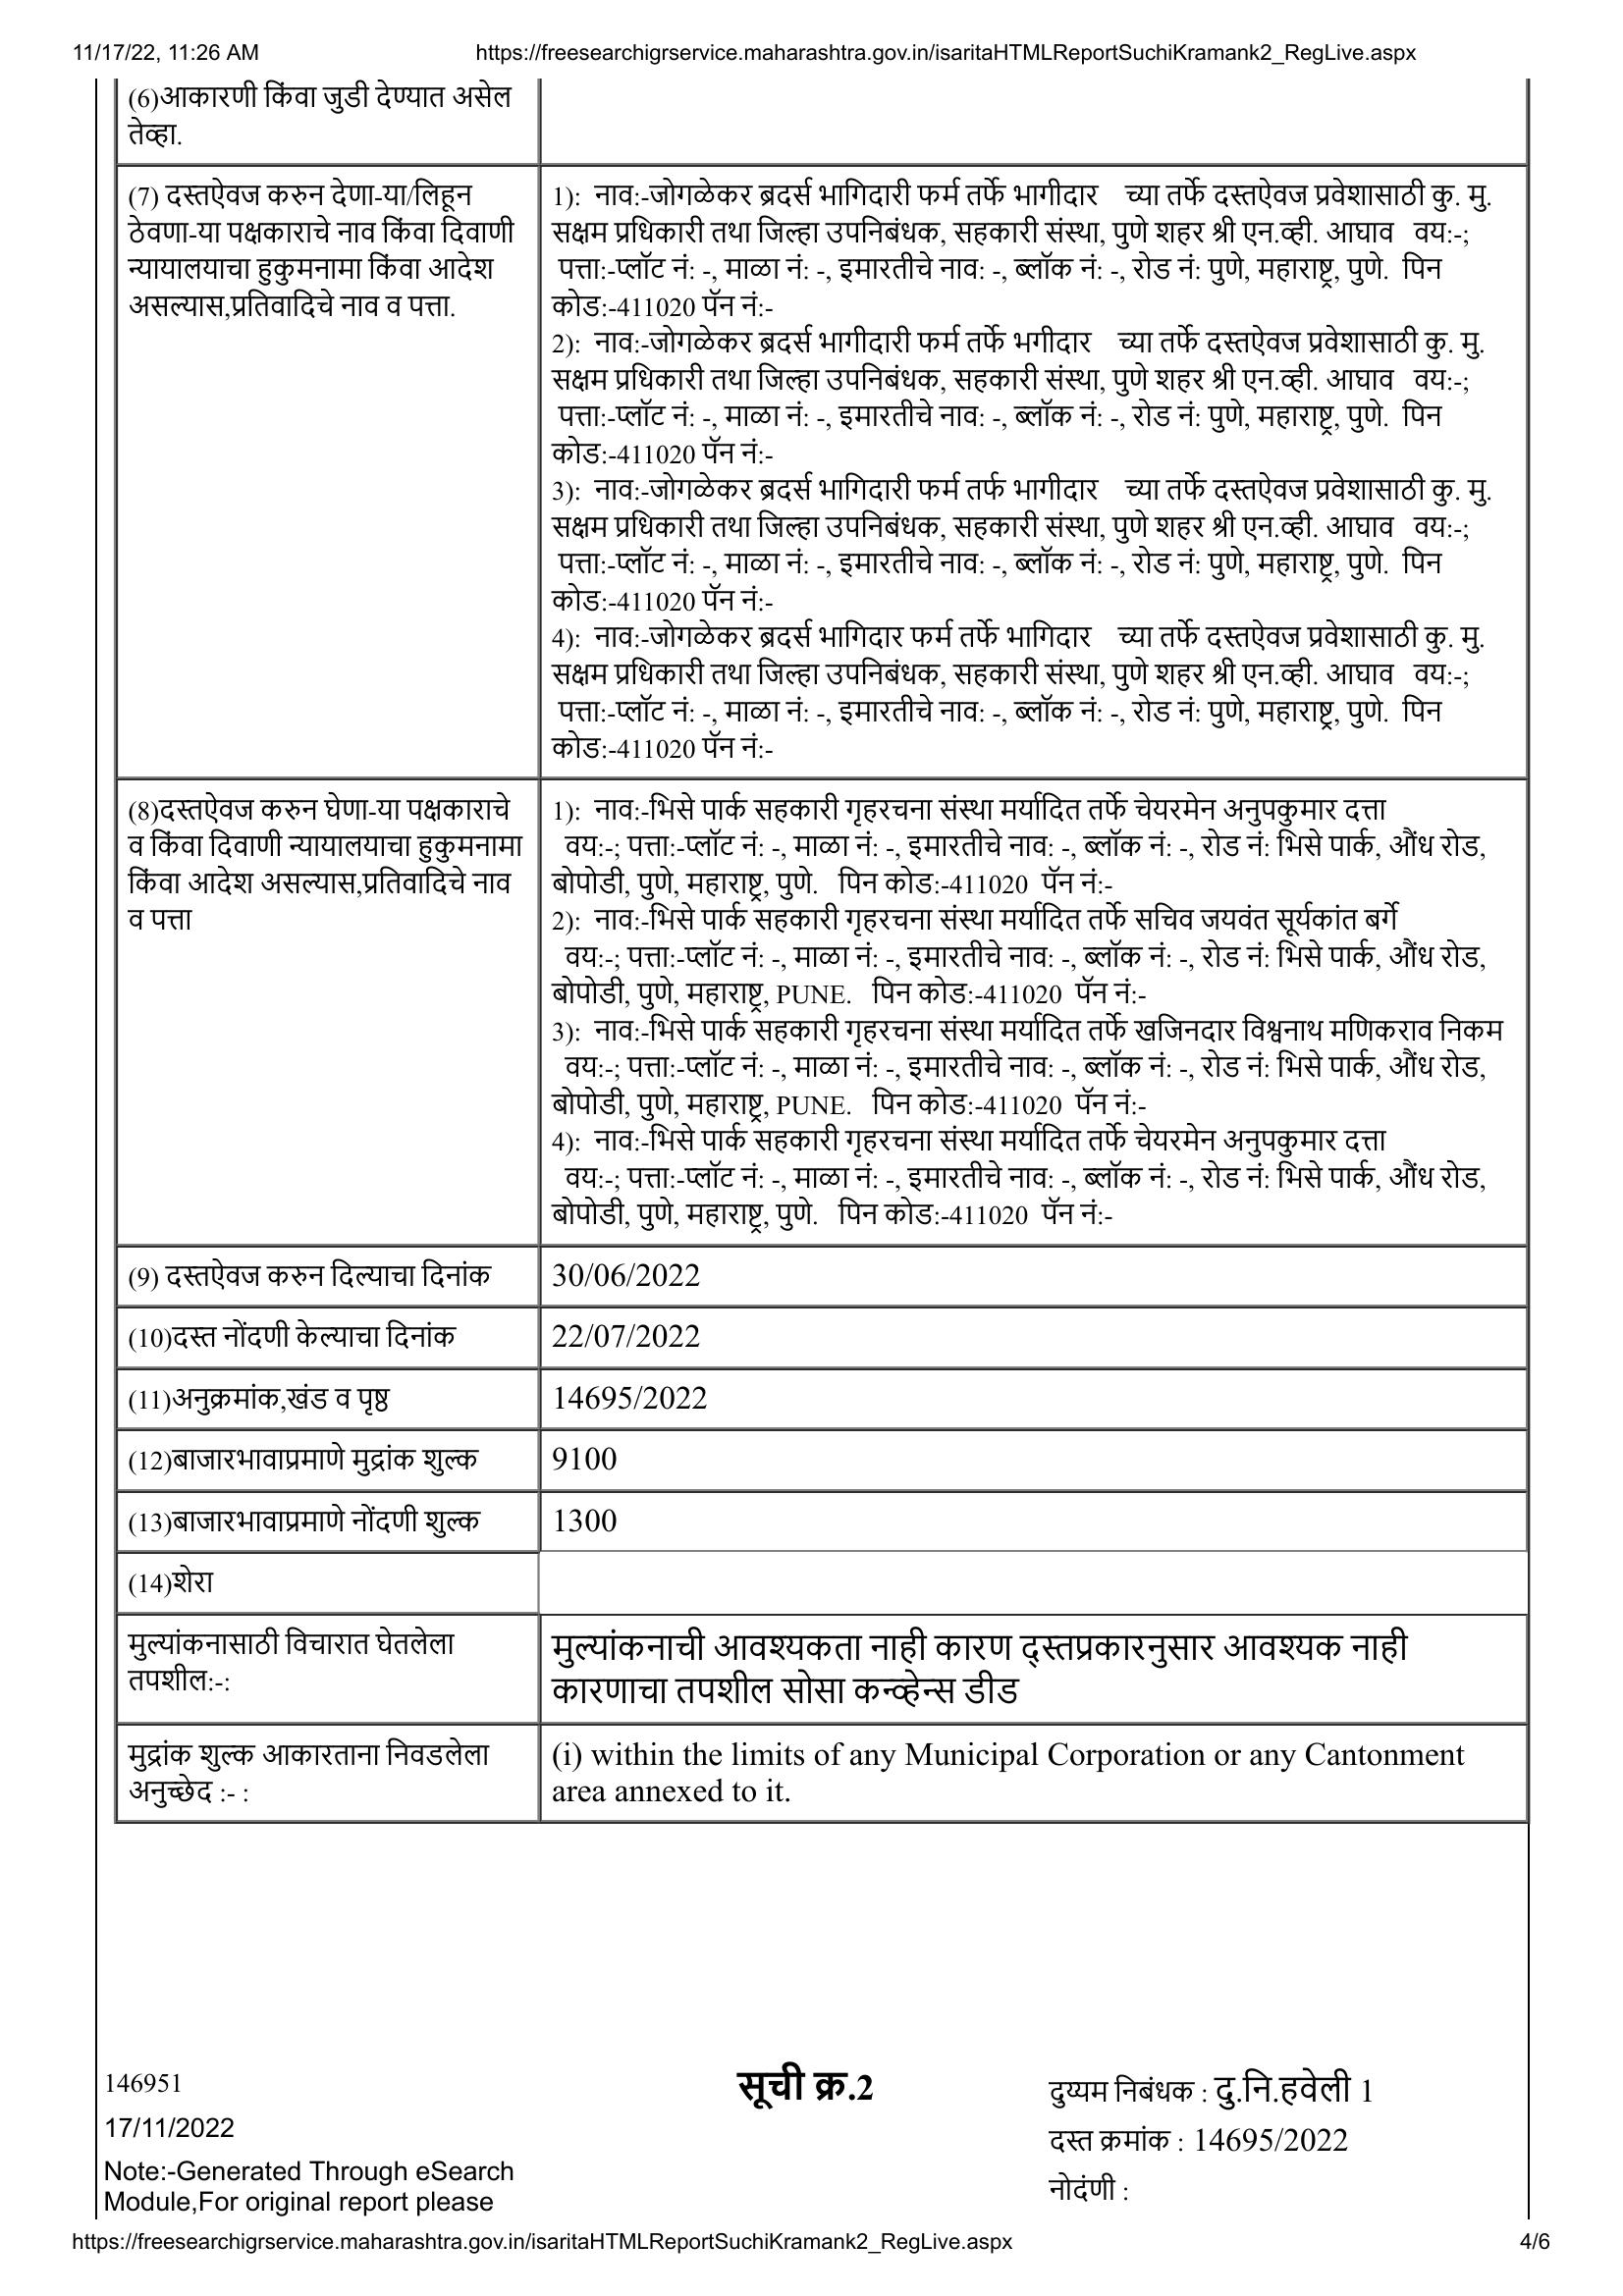 11/17/22, 11:26 AM https://freesearchigrservice.maharashtra.gov.in/isaritaHTMLReportSuchiKramank2_RegLive.aspx
(6)आकारणी किंवा जुडी देण्यात असेल
तेव्हा.
(7) दस्तऐवज करुन देणा-या/लिहून
ठेवणा-या पक्षकाराचे नाव किंवा दिवाणी
न्यायालयाचा हुकुमनामा किंवा आदेश
असल्यास,प्रतिवादिचे नाव व पत्ता.
1): नाव:-जोगळेकर ब्रदर्स भागिदारी फर्म तर्फे भागीदार च्या तर्फे दस्तऐवज प्रवेशासाठी कु. मु.
सक्षम प्रधिकारी तथा जिल्हा उपनिबंधक, सहकारी संस्था, पुणे शहर श्री एन.व्ही. आघाव वय:-;
पत्ता:-प्लॉट नं: -, माळा नं: -, इमारतीचे नाव: -, ब्लॉक नं: -, रोड नं: पुणे, महाराष्ट्र, पुणे. पिन
कोड:-411020 पॅन नं:-
2): नाव:-जोगळेकर ब्रदर्स भागीदारी फर्म तर्फे भगीदार च्या तर्फे दस्तऐवज प्रवेशासाठी कु. मु.
सक्षम प्रधिकारी तथा जिल्हा उपनिबंधक, सहकारी संस्था, पुणे शहर श्री एन.व्ही. आघाव वय:-;
पत्ता:-प्लॉट नं: -, माळा नं: -, इमारतीचे नाव: -, ब्लॉक नं: -, रोड नं: पुणे, महाराष्ट्र, पुणे. पिन
कोड:-411020 पॅन नं:-
3): नाव:-जोगळेकर ब्रदर्स भागिदारी फर्म तर्फ भागीदार च्या तर्फे दस्तऐवज प्रवेशासाठी कु. मु.
सक्षम प्रधिकारी तथा जिल्हा उपनिबंधक, सहकारी संस्था, पुणे शहर श्री एन.व्ही. आघाव वय:-;
पत्ता:-प्लॉट नं: -, माळा नं: -, इमारतीचे नाव: -, ब्लॉक नं: -, रोड नं: पुणे, महाराष्ट्र, पुणे. पिन
कोड:-411020 पॅन नं:-
4): नाव:-जोगळेकर ब्रदर्स भागिदार फर्म तर्फे भागिदार च्या तर्फे दस्तऐवज प्रवेशासाठी कु. मु.
सक्षम प्रधिकारी तथा जिल्हा उपनिबंधक, सहकारी संस्था, पुणे शहर श्री एन.व्ही. आघाव वय:-;
पत्ता:-प्लॉट नं: -, माळा नं: -, इमारतीचे नाव: -, ब्लॉक नं: -, रोड नं: पुणे, महाराष्ट्र, पुणे. पिन
कोड:-411020 पॅन नं:-
(8)दस्तऐवज करुन घेणा-या पक्षकाराचे
व किंवा दिवाणी न्यायालयाचा हुकुमनामा
किंवा आदेश असल्यास,प्रतिवादिचे नाव
व पत्ता
1): नाव:-भिसे पार्क सहकारी गृहरचना संस्था मर्यादित तर्फे चेयरमेन अनुपकुमार दत्ता
वय:-; पत्ता:-प्लॉट नं: -, माळा नं: -, इमारतीचे नाव: -, ब्लॉक नं: -, रोड नं: भिसे पार्क, औंध रोड,
बोपोडी, पुणे, महाराष्ट्र, पुणे. पिन कोड:-411020 पॅन नं:-
2): नाव:-भिसे पार्क सहकारी गृहरचना संस्था मर्यादित तर्फे सचिव जयवंत सूर्यकांत बर्गे
वय:-; पत्ता:-प्लॉट नं: -, माळा नं: -, इमारतीचे नाव: -, ब्लॉक नं: -, रोड नं: भिसे पार्क, औंध रोड,
बोपोडी, पुणे, महाराष्ट्र, PUNE. पिन कोड:-411020 पॅन नं:-
3): नाव:-भिसे पार्क सहकारी गृहरचना संस्था मर्यादित तर्फे खजिनदार विश्वनाथ मणिकराव निकम
वय:-; पत्ता:-प्लॉट नं: -, माळा नं: -, इमारतीचे नाव: -, ब्लॉक नं: -, रोड नं: भिसे पार्क, औंध रोड,
बोपोडी, पुणे, महाराष्ट्र, PUNE. पिन कोड:-411020 पॅन नं:-
4): नाव:-भिसे पार्क सहकारी गृहरचना संस्था मर्यादित तर्फे चेयरमेन अनुपकुमार दत्ता
वय:-; पत्ता:-प्लॉट नं: -, माळा नं: -, इमारतीचे नाव: -, ब्लॉक नं: -, रोड नं: भिसे पार्क, औंध रोड,
बोपोडी, पुणे, महाराष्ट्र, पुणे. पिन कोड:-411020 पॅन नं:-
(9) दस्तऐवज करुन दिल्याचा दिनांक 30/06/2022
(10)दस्त नोंदणी केल्याचा दिनांक 22/07/2022
(11)अनुक्रमांक,खंड व पृष्ठ 14695/2022
(12)बाजारभावाप्रमाणे मुद्रांक शुल्क 9100
(13)बाजारभावाप्रमाणे नोंदणी शुल्क 1300
(14)शेरा
मुल्यांकनासाठी विचारात घेतलेला
तपशील:-:
मुल्यांकनाची आवश्यकता नाही कारण द्स्तप्रकारनुसार आवश्यक नाही
कारणाचा तपशील सोसा कन्व्हेन्स डीड
मुद्रांक शुल्क आकारताना निवडलेला
अनुच्छेद :- :
(i) within the limits of any Municipal Corporation or any Cantonment
area annexed to it.
146951
17/11/2022
Note:-Generated Through eSearch
Module,For original report please
सूची क्र.2
दुय्यम निबंधक : दु.नि.हवेली 1
दस्त क्रमांक : 14695/2022
नोदंणी :
https://freesearchigrservice.maharashtra.gov.in/isaritaHTMLReportSuchiKramank2_RegLive.aspx 4/6